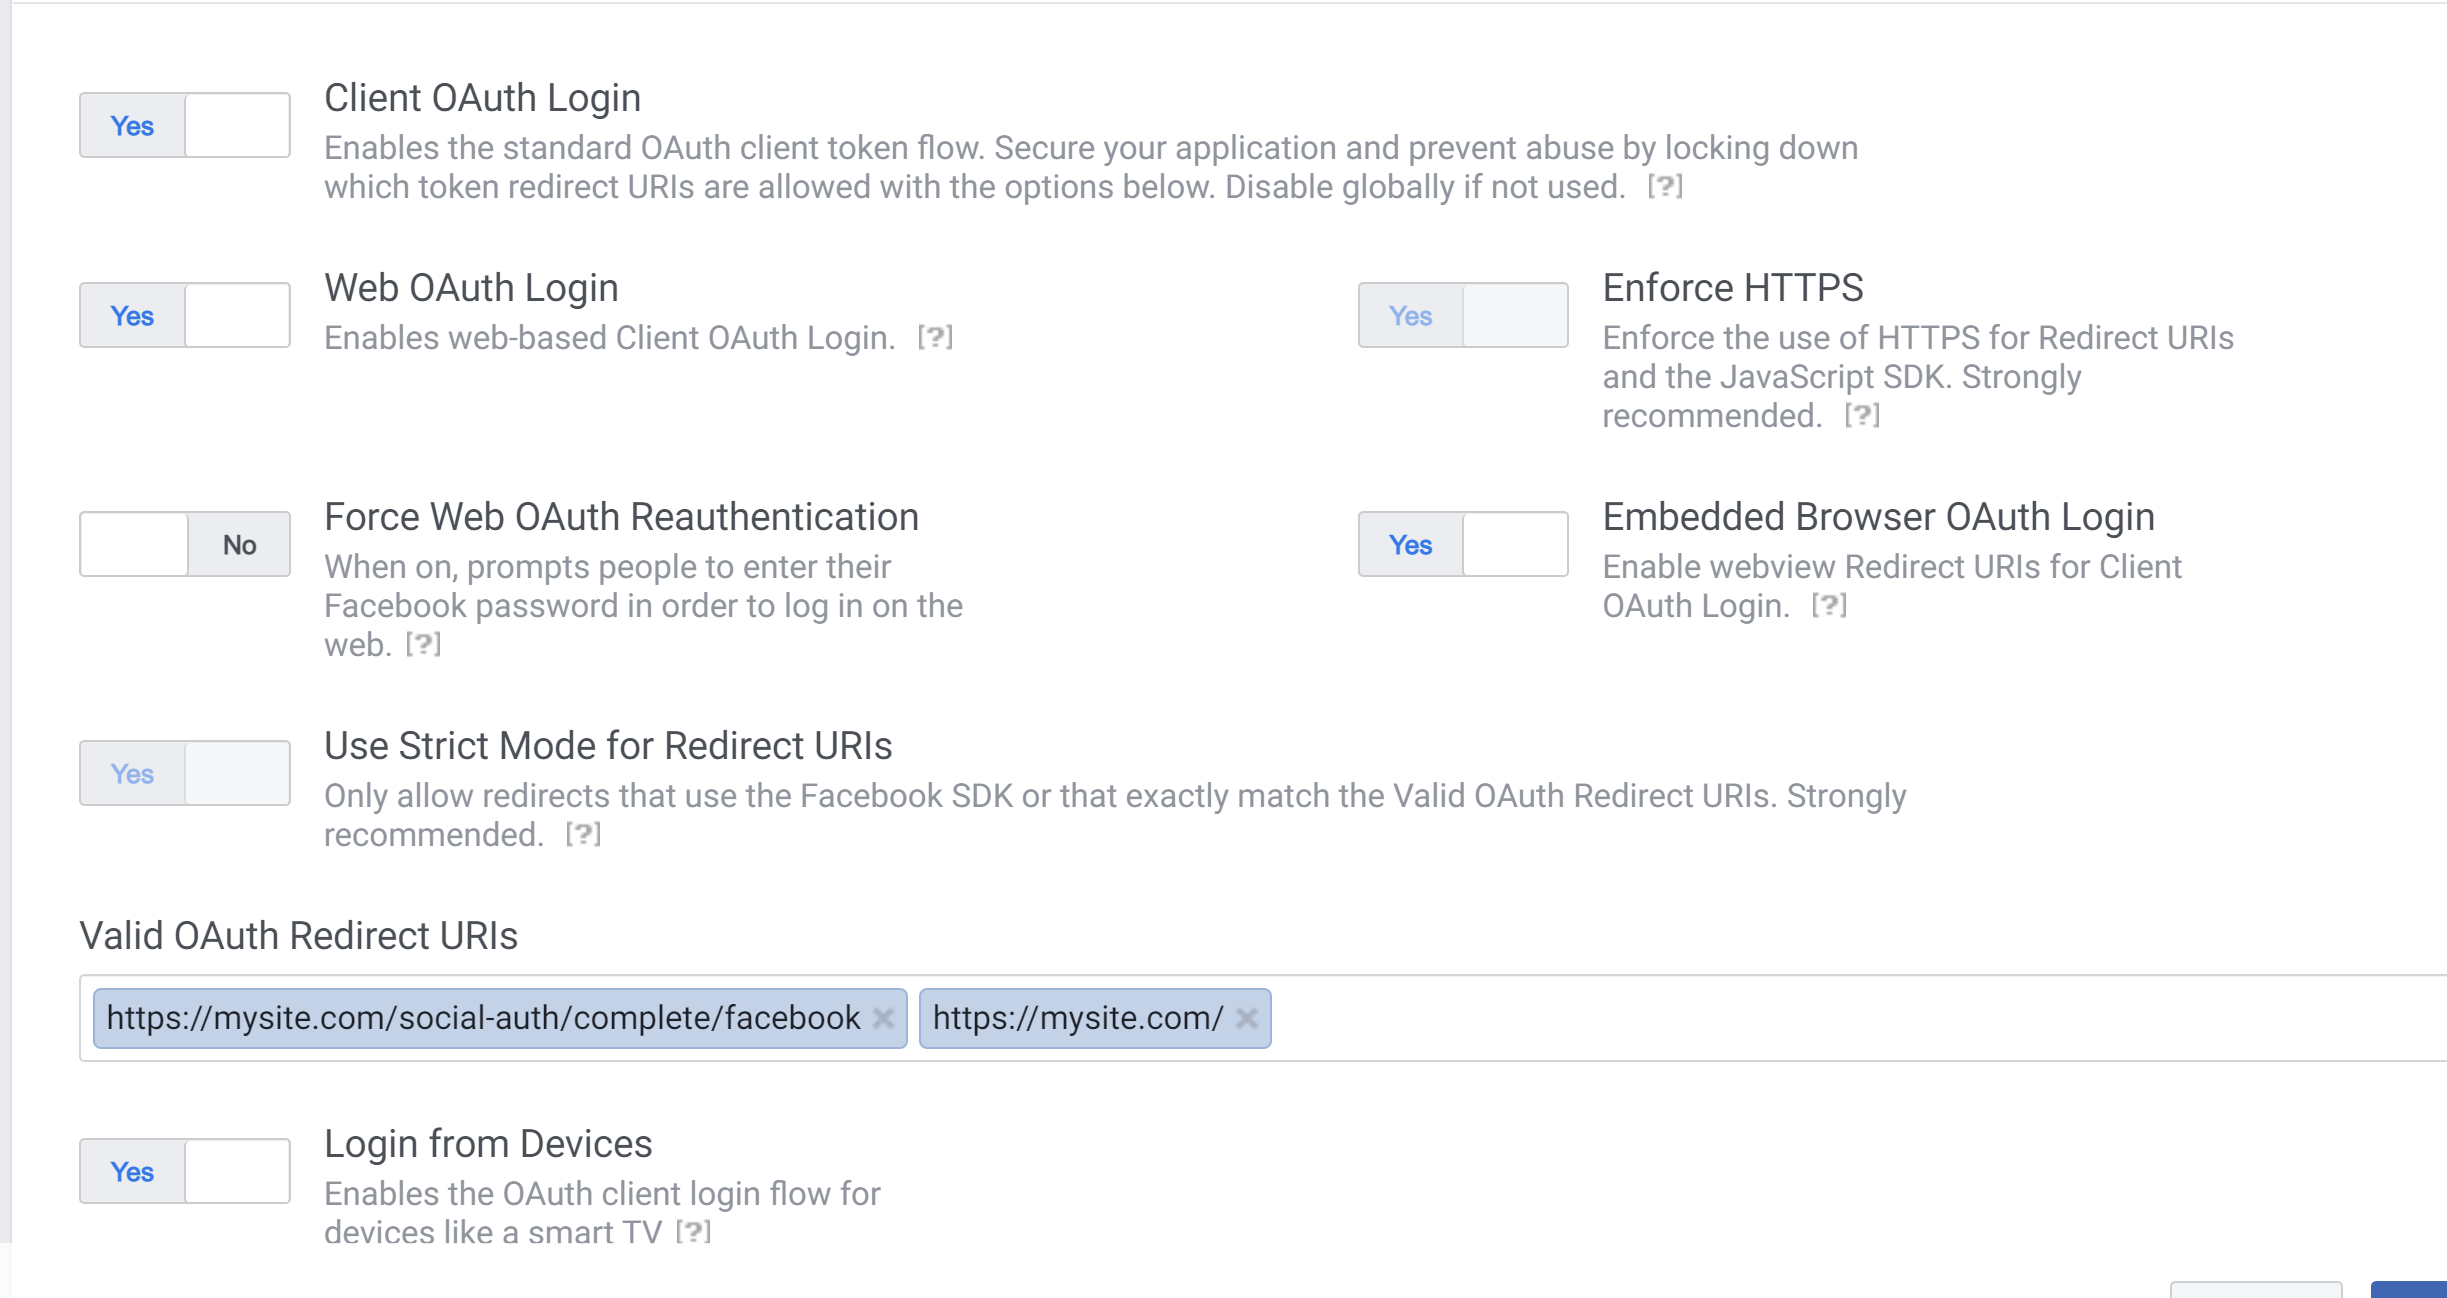 Yes
Client OAuth Login
Enables the standard OAuth client token flow. Secure your application and prevent abuse by locking down
which token redirect URIs are allowed with the options below. Disable globally if not used. [?]
Yes
Web OAuth Login
Enables web-based Client OAuth Login. [?]
Yes
Enforce HTTPS
Enforce the use of HTTPS for Redirect URIs
and the JavaScript SDK. Strongly
recommended. [?]
No
Force Web OAuth Reauthentication
When on, prompts people to enter their
Facebook password in order to log in on the
web. [?]
Yes
Embedded Browser OAuth Login
Enable webview Redirect URIs for Client
OAuth Login. [?]
Yes
Use Strict Mode for Redirect URIs
Only allow redirects that use the Facebook SDK or that exactly match the Valid OAuth Redirect URIs. Strongly
recommended. [?]
Valid OAuth Redirect URIs
https://mysite.com/social-auth/complete/facebook × https://mysite.com/ ×
Yes
Login from Devices
Enables the OAuth client login flow for
devices like a smart TV [?]